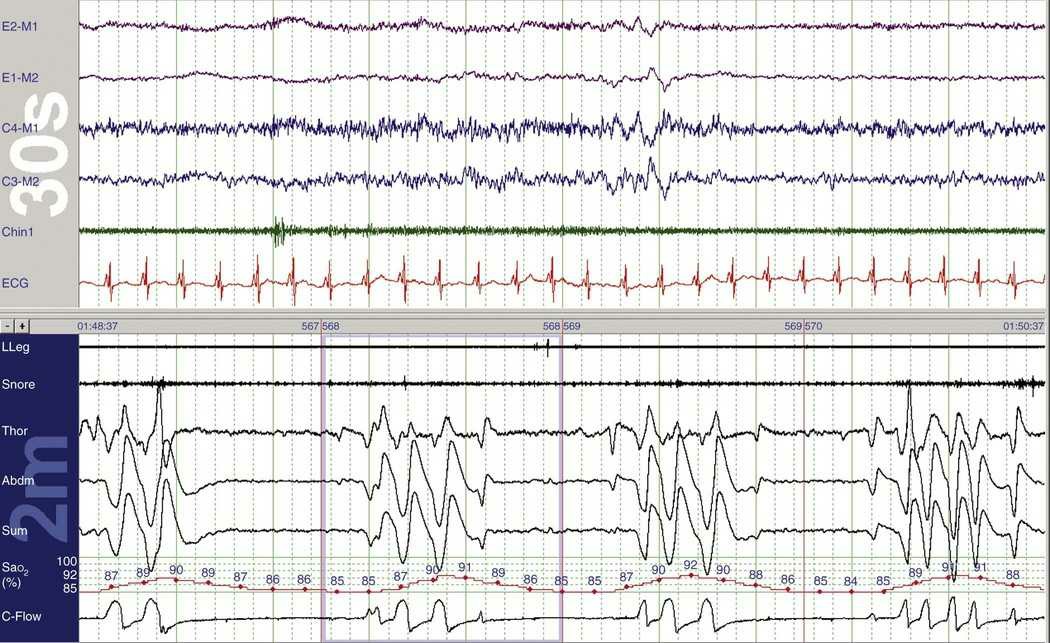 E2-M1
E1-M2
C4-M1
C3-M2
Chin1
ECG
30s
- +
01:48:37 567 568 568 569 569 570 01:50:37
LLeg
Snore
Thor
Abdm
Sum
2m
SaO2 (%)
100
92
85
87 89 90 89 87 86 86 85 85 87 90 91 89 86 85 85 87 90 92 90 88 86 85 84 85 89 91 91 88
C-Flow